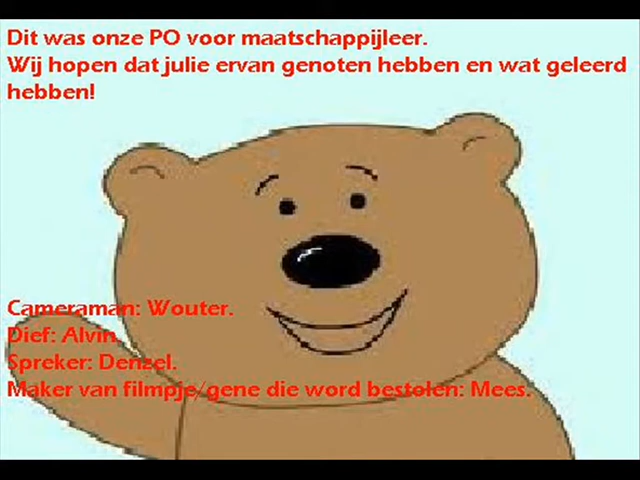 Dit was onze PO voor maatschappijleer.
Wij hopen dat julie ervan genoten hebben en wat geleerd
hebben!
Cameraman: Wouter.
Dief: Alvin.
Spreker: Denzel.
Maker van filmpje/gene die word bestolen: Mees.